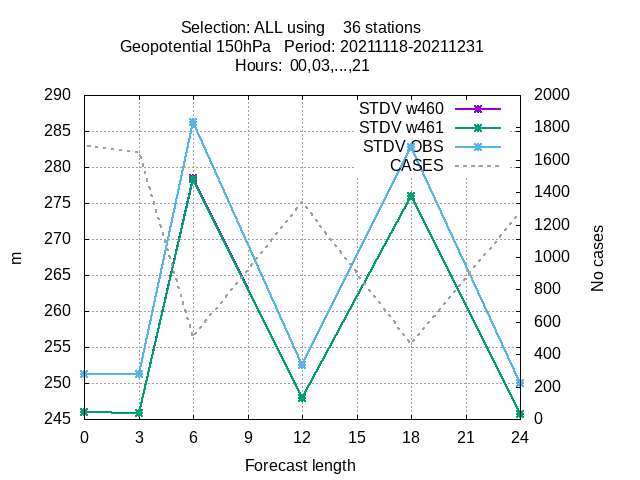 Selection: ALL using    36 stations
Geopotential 150hPa   Period: 20211118-20211231
Hours: 00,03,...,21
290 2000
STDV w460
1800
285 STDV w461
STDV OBS
1600
280 CASES
1400
275
1200
270
m No cases
1000
265
800
260
600
255
400
250
200
245 0
0 3 6 9 12 15 18 21 24
Forecast length